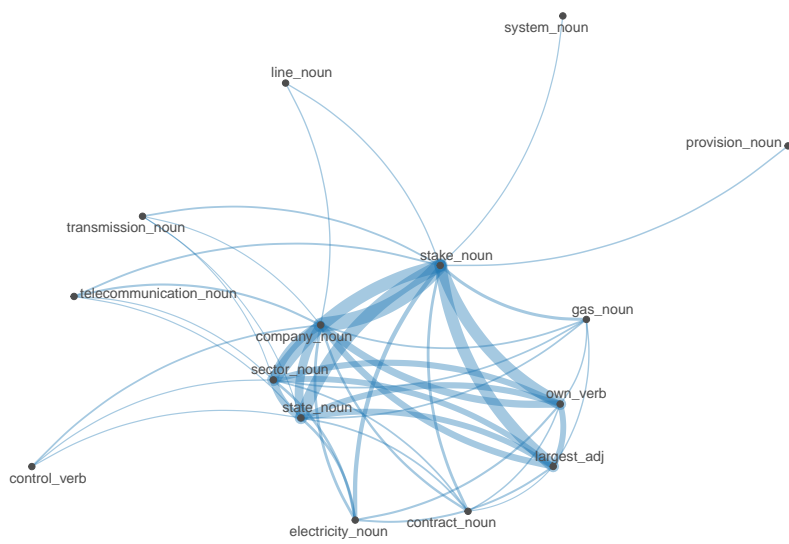 system_noun
line_noun
provision_noun
transmission_noun
stake_noun
telecommunication_noun
gas_noun
company_noun
sector_noun
own_verb
state_noun
largest_adj
control_verb
contract_noun
electricity_noun